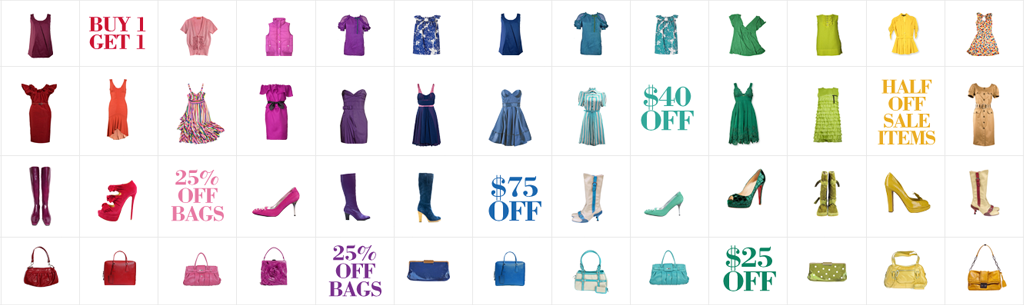 BUY 1
GET 1
$40
OFF
HALF
OFF
SALE
ITEMS
25%
OFF
BAGS
$75
OFF
25%
OFF
BAGS
$25
OFF